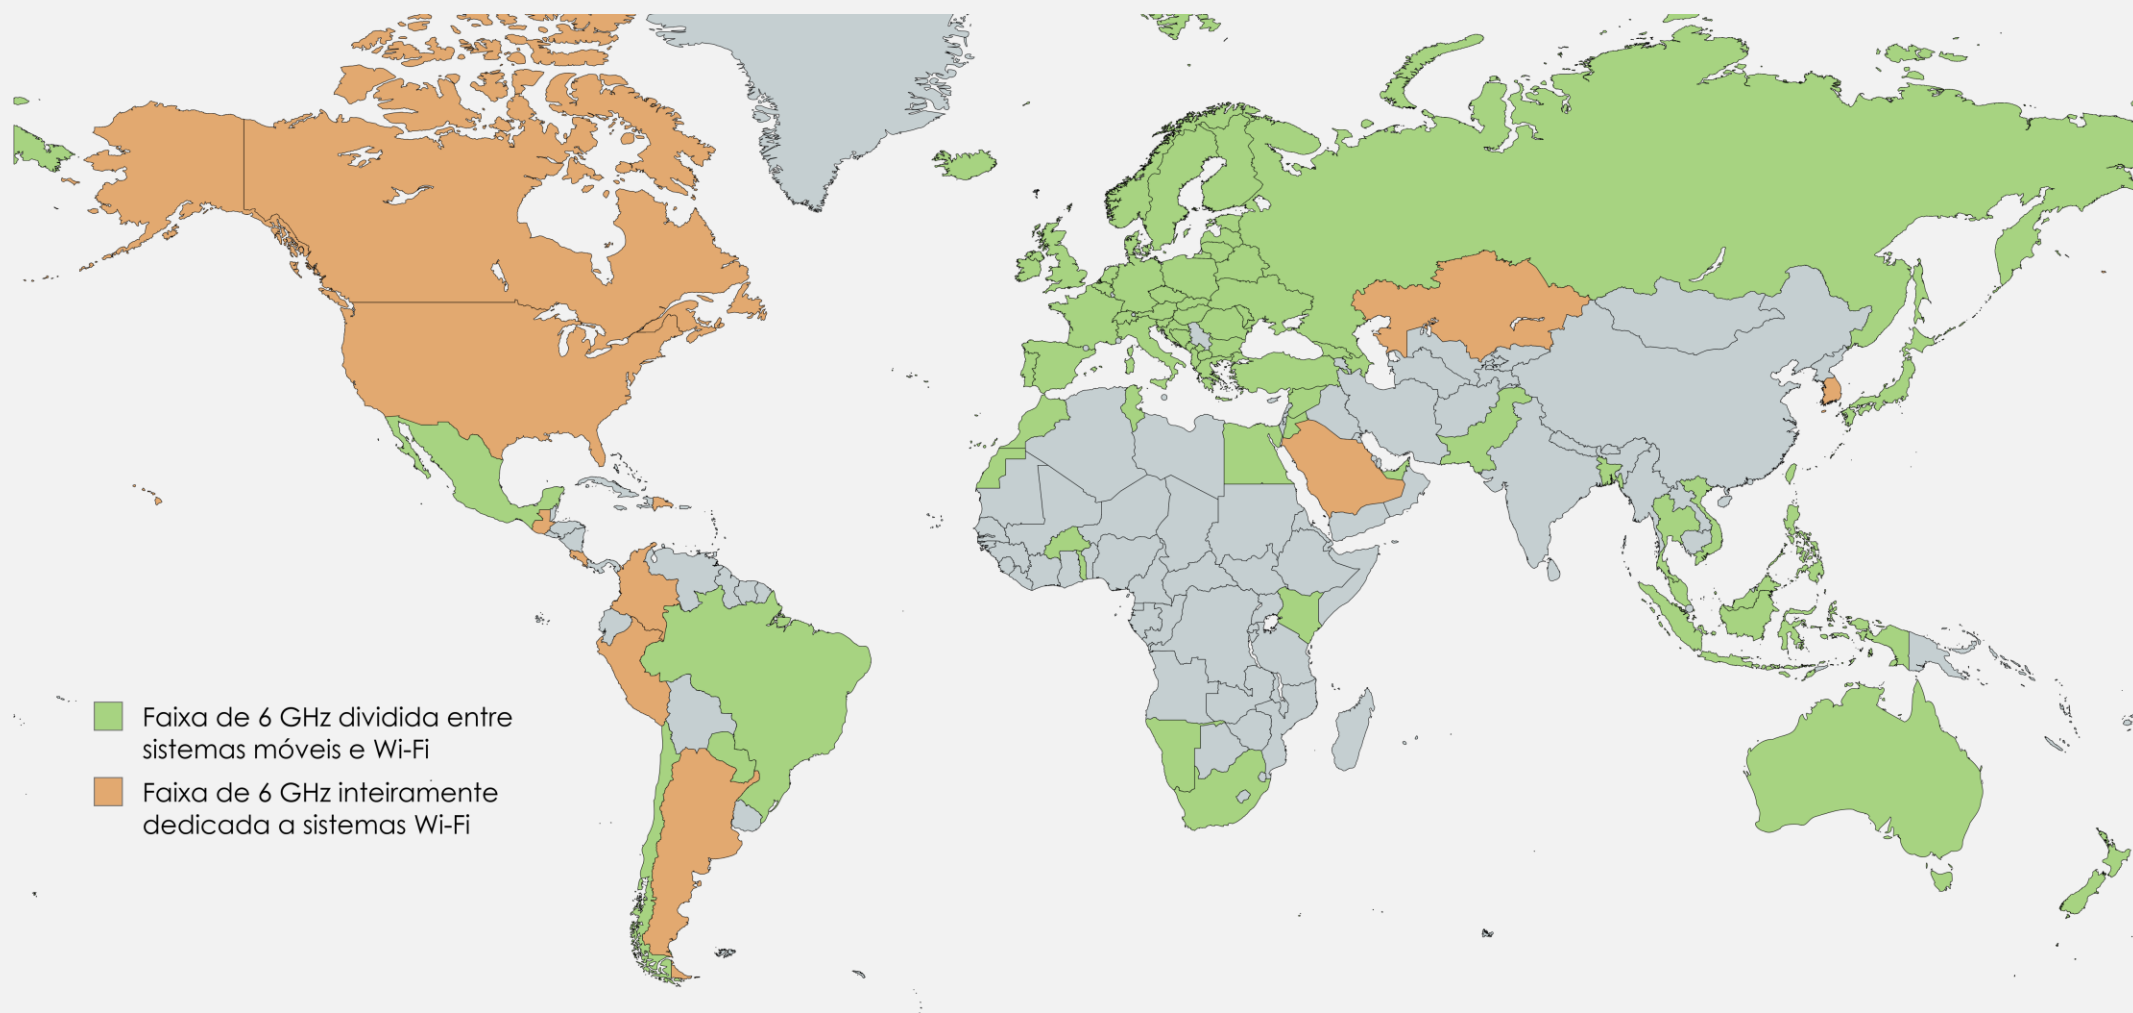 Faixa de 6 GHz dividida entre
sistemas móveis e Wi-Fi
Faixa de 6 GHz inteiramente
dedicada a sistemas Wi-Fi